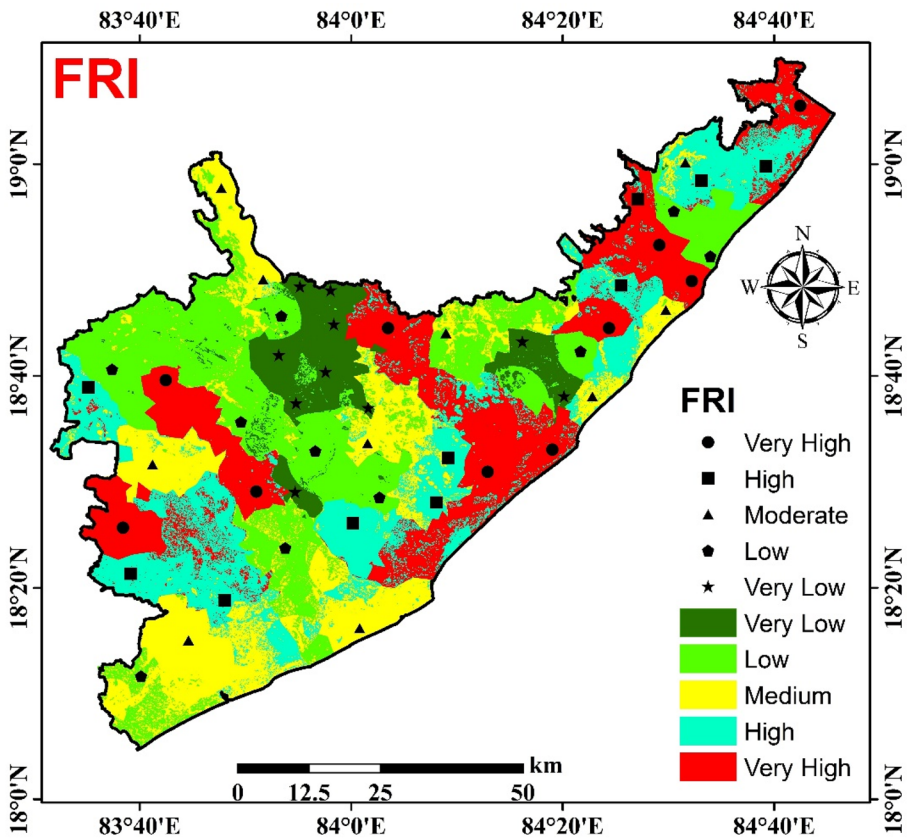 83°40'E 84°0'E 84°20'E 84°40'E
FRI
19°0'N
18°40'N
18°20'N
18°0'N
19°0'N
18°40'N
18°20'N
18°0'N
N
W E
S
FRI
Very High
High
Moderate
Low
Very Low
Very Low
Low
Medium
High
Very High
km
0 12.5 25 50
83°40'E 84°0'E 84°20'E 84°40'E